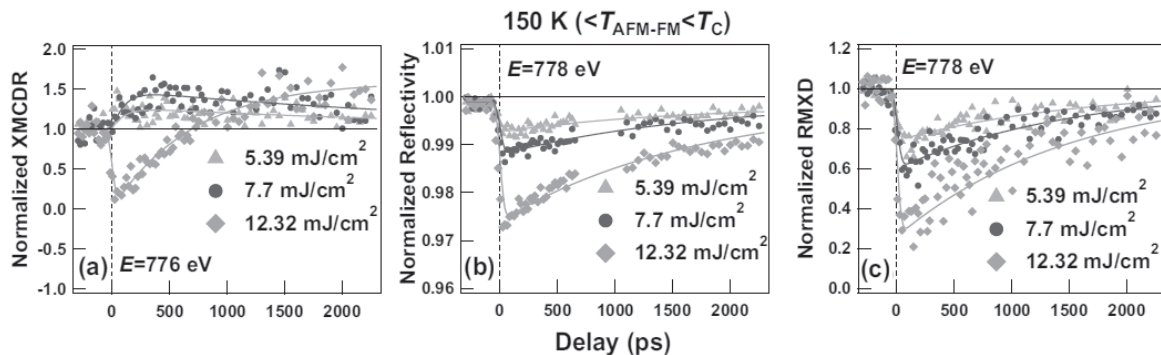 150 K (<T_AFM-FM<T_C)
Normalized XMCDR
2.0
1.5
1.0
0.5
0.0
-0.5
-1.0
5.39 mJ/cm²
7.7 mJ/cm²
12.32 mJ/cm²
(a)
E=776 eV
0 500 1000 1500 2000
Normalized Reflectivity
1.01
1.00
0.99
0.98
0.97
0.96
E=778 eV
5.39 mJ/cm²
7.7 mJ/cm²
12.32 mJ/cm²
(b)
0 500 1000 1500 2000
Normalized RMXD
1.2
1.0
0.8
0.6
0.4
0.2
0.0
E=778 eV
5.39 mJ/cm²
7.7 mJ/cm²
12.32 mJ/cm²
(c)
0 500 1000 1500 2000
Delay (ps)